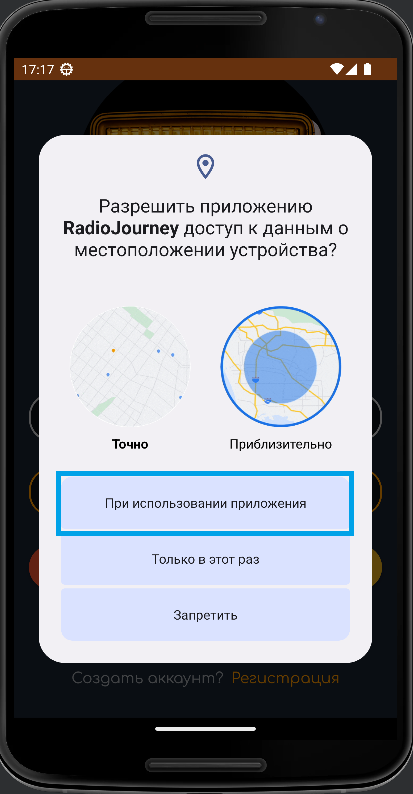 17:17
Разрешить приложению
RadioJourney доступ к данным о
местоположении устройства?
Точно
Приблизительно
При использовании приложения
Только в этот раз
Запретить
Создать аккаунт? Регистрация